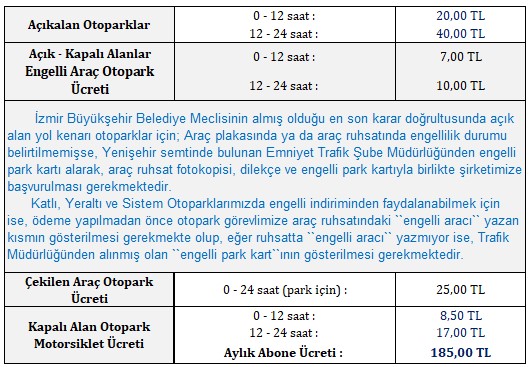 Açıkalan Otoparklar
0 - 12 saat : 20,00 TL
12 - 24 saat : 40,00 TL
Açık - Kapalı Alanlar
Engelli Araç Otopark
Ücreti
0 - 12 saat : 7,00 TL
12 - 24 saat : 10,00 TL
İzmir Büyükşehir Belediye Meclisinin almış olduğu en son karar doğrultusunda açık
alan yol kenarı otoparklar için; Araç plakasında ya da araç ruhsatında engellilik durumu
belirtilmemişse, Yenişehir semtinde bulunan Emniyet Trafik Şube Müdürlüğünden engelli
park kartı alarak, araç ruhsat fotokopisi, dilekçe ve engelli park kartıyla birlikte şirketimize
başvurulması gerekmektedir.
Katlı, Yeraltı ve Sistem Otoparklarımızda engelli indiriminden faydalanabilmek için
ise, ödeme yapılmadan önce otopark görevlimize araç ruhsatındaki ``engelli aracı`` yazan
kısmın gösterilmesi gerekmekte olup, eğer ruhsatta ``engelli aracı`` yazmıyor ise, Trafik
Müdürlüğünden alınmış olan ``engelli park kart``ının gösterilmesi gerekmektedir.
Çekilen Araç Otopark
Ücreti
0 - 24 saat (park için) : 25,00 TL
Kapalı Alan Otopark
Motorsiklet Ücreti
0 - 12 saat : 8,50 TL
12 - 24 saat : 17,00 TL
Aylık Abone Ücreti : 185,00 TL